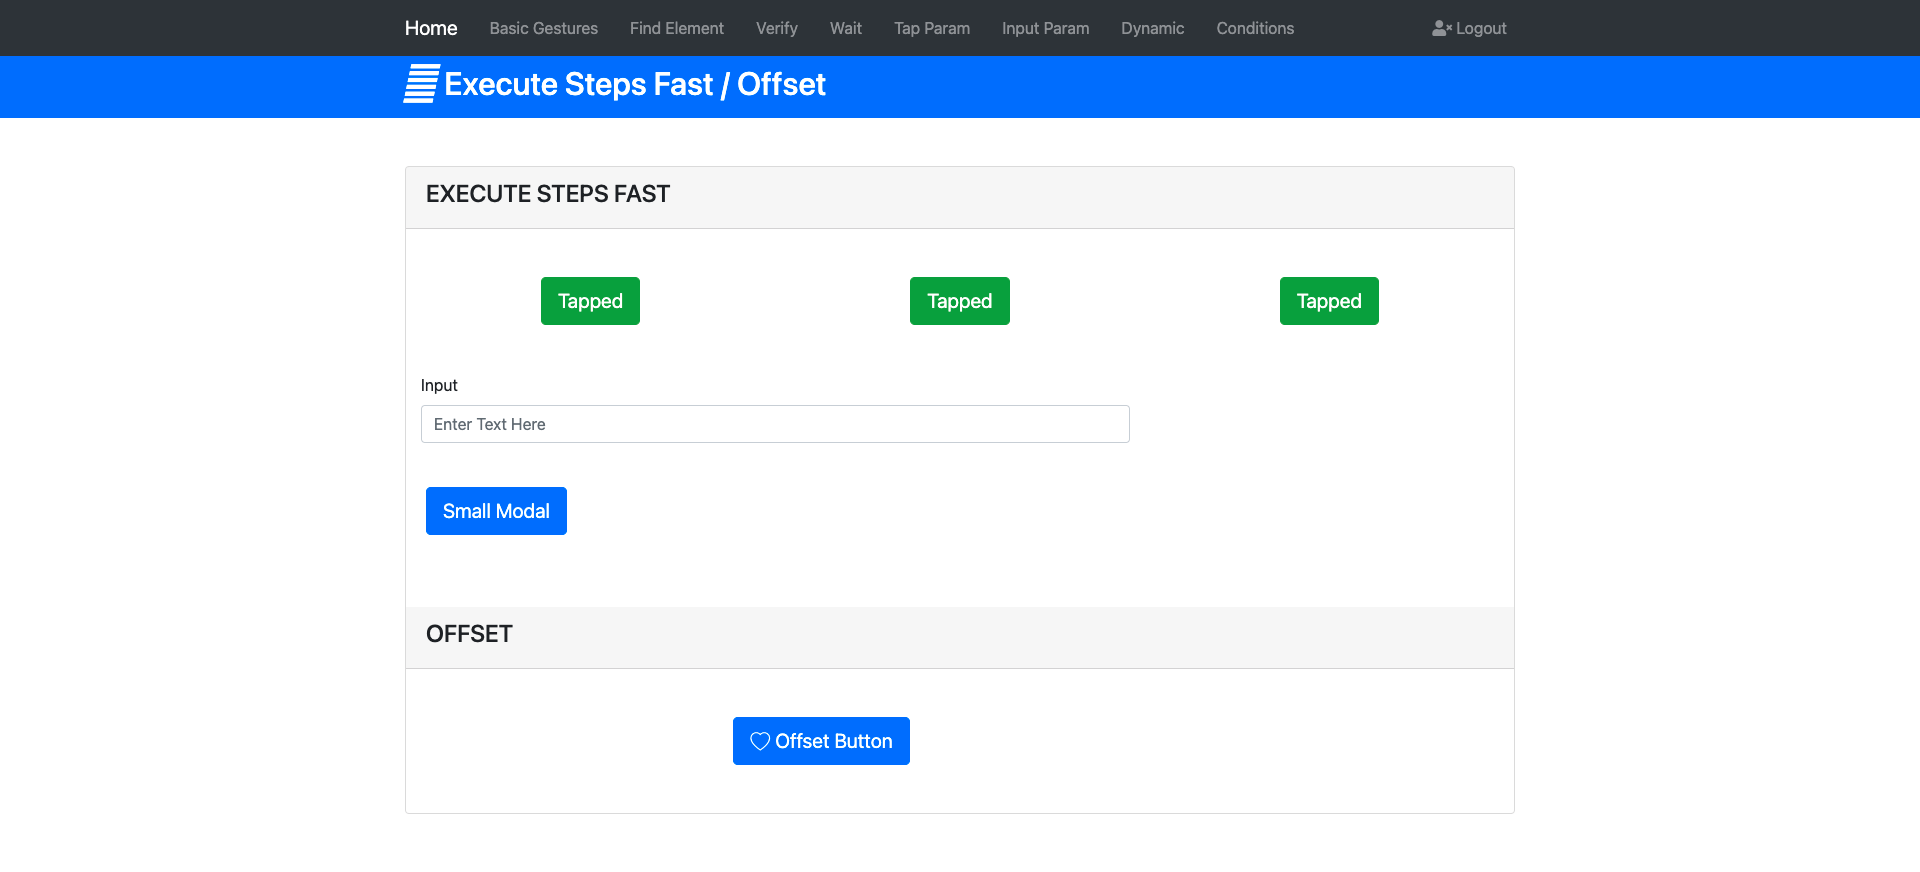 Home Basic Gestures Find Element Verify Wait Tap Param Input Param Dynamic Conditions Logout
Execute Steps Fast / Offset
EXECUTE STEPS FAST
Tapped Tapped Tapped
Input
Enter Text Here
Small Modal
OFFSET
Offset Button